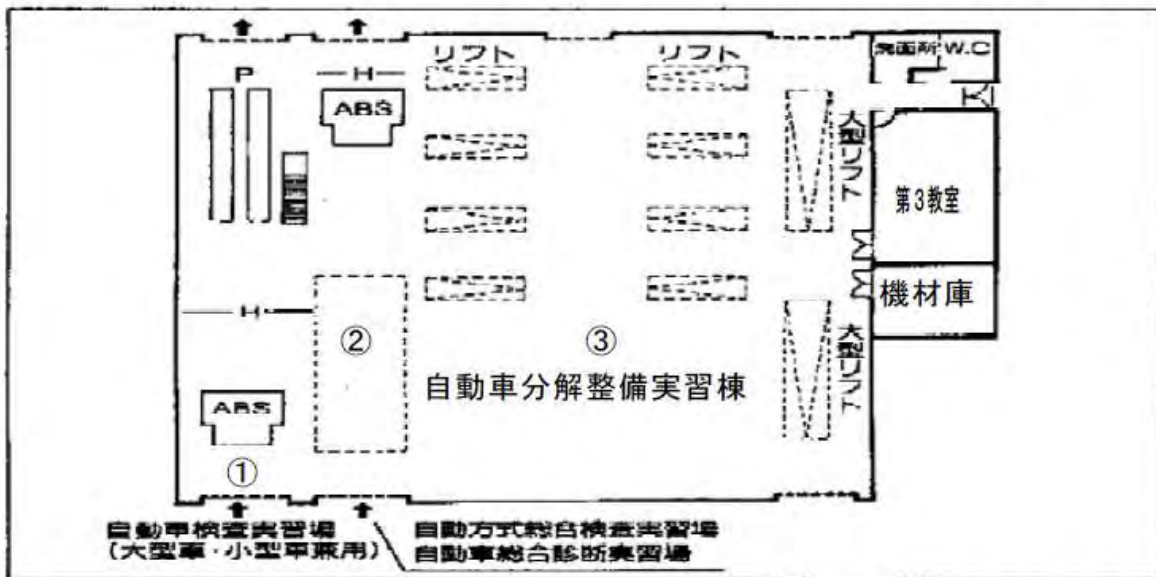 リフト
リフト
洗面所 W.C
P
H
ABS
大型リフト
第3教室
機材庫
H
②
③
自動車分解整備実習棟
大型リフト
ABS
①
自動車検査実習場
(大型車・小型車兼用)
自動方式総合検査実習場
自動車総合診断実習場